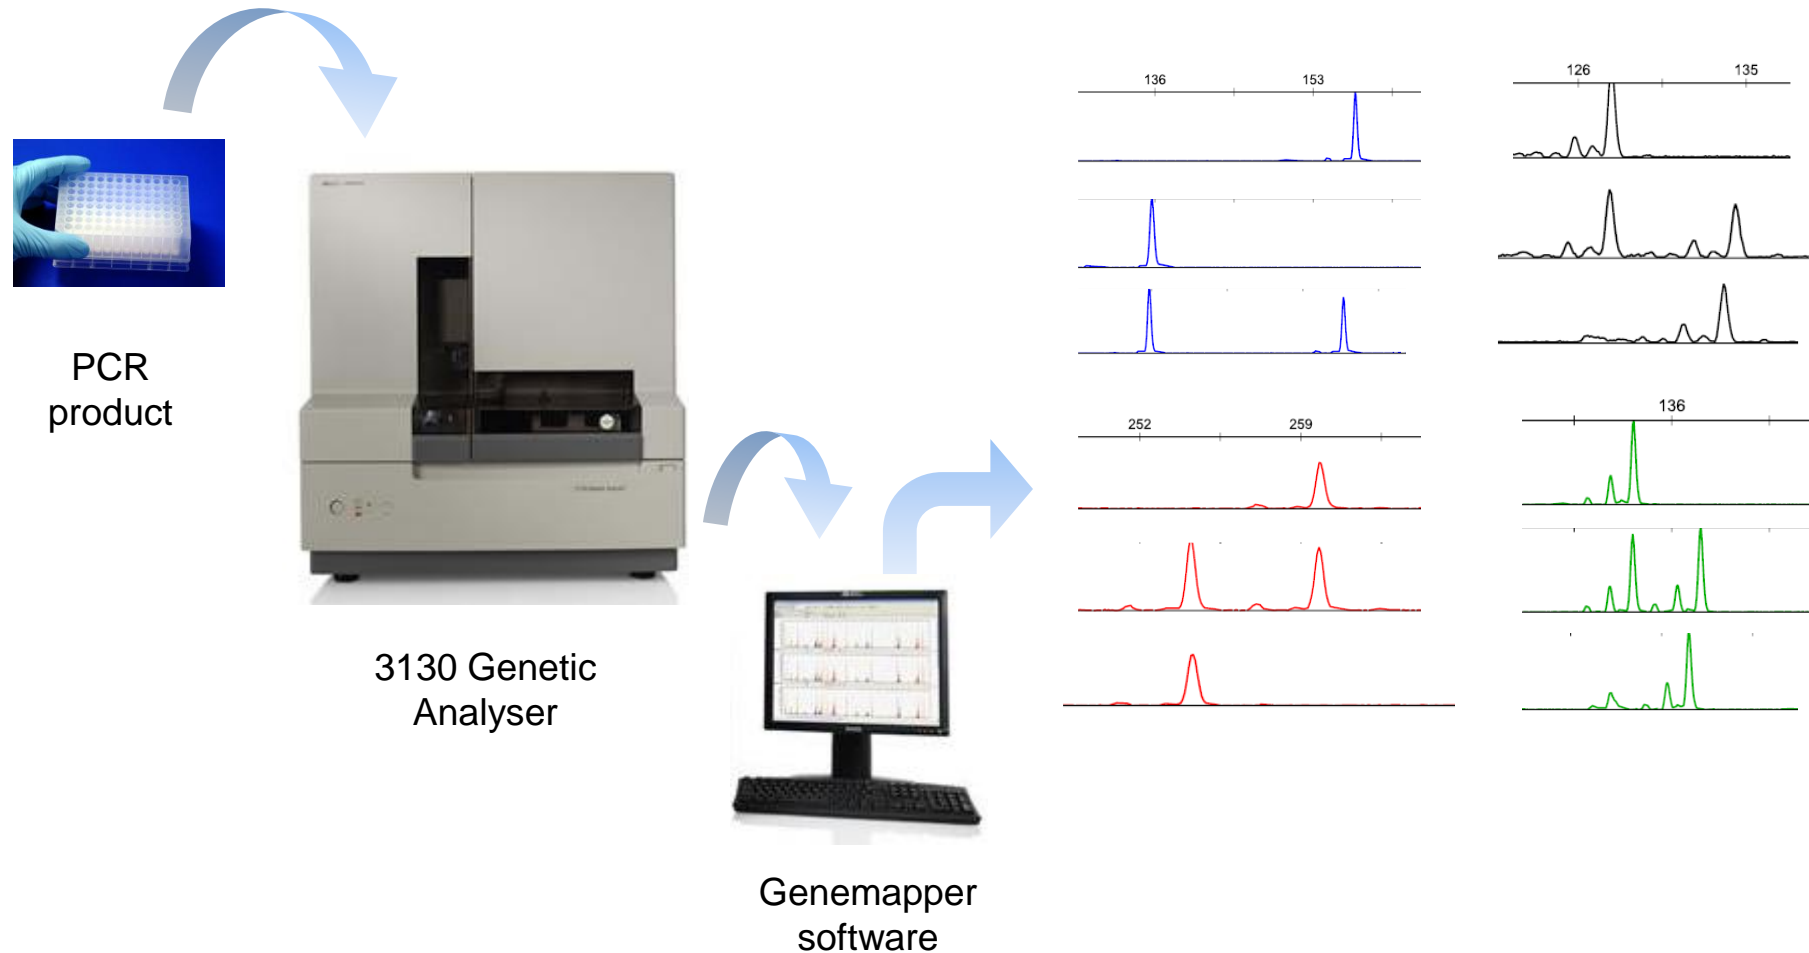 PCR
product
3130 Genetic
Analyser
Genemapper
software
136 153
126 135
252 259
136